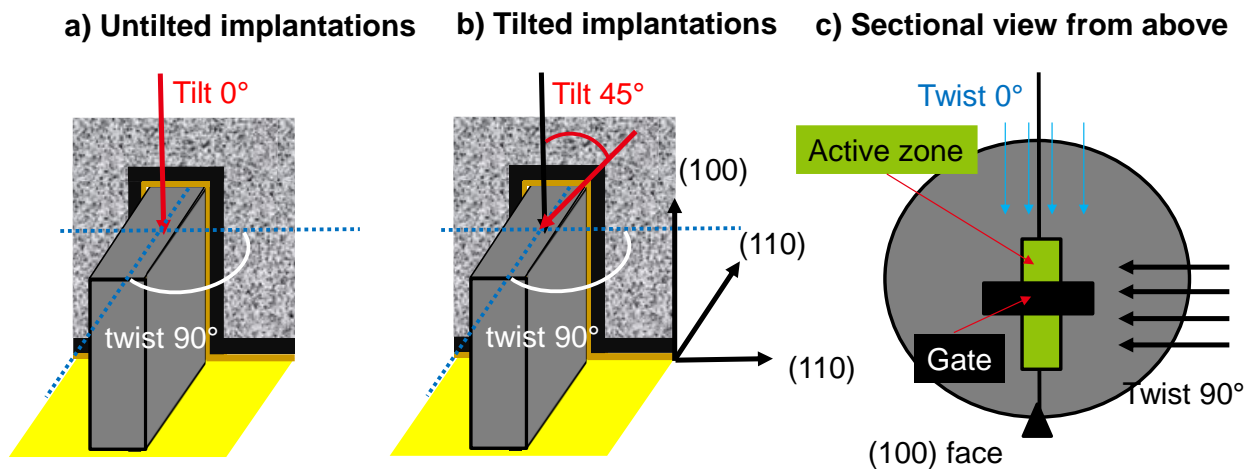 a) Untilted implantations
Tilt 0°
twist 90°
b) Tilted implantations
Tilt 45°
(100)
(110)
(110)
twist 90°
c) Sectional view from above
Twist 0°
Active zone
Gate
Twist 90°
(100) face